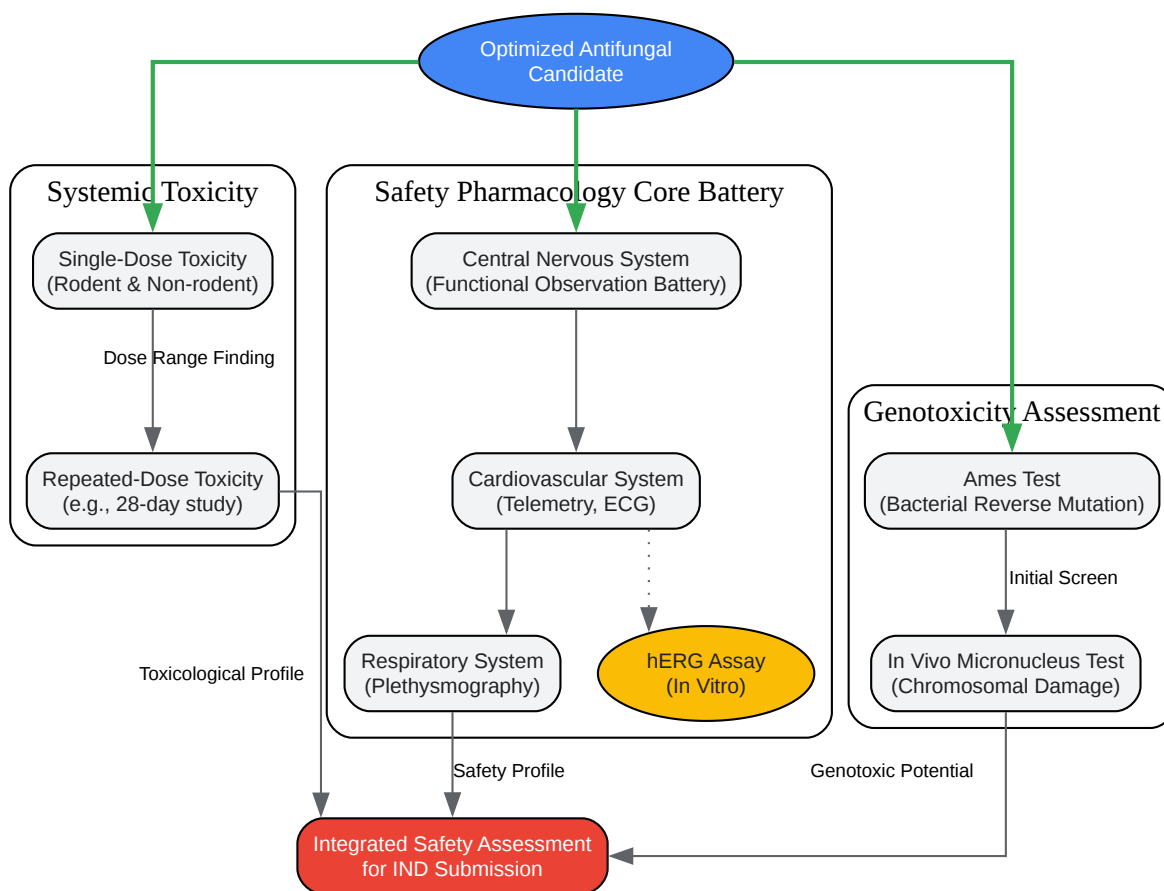 Optimized Antifungal
Candidate
Systemic Toxicity
Single-Dose Toxicity
(Rodent & Non-rodent)
Dose Range Finding
Repeated-Dose Toxicity
(e.g., 28-day study)
Toxicological Profile
Safety Pharmacology Core Battery
Central Nervous System
(Functional Observation Battery)
Cardiovascular System
(Telemetry, ECG)
Respiratory System
(Plethysmography)
hERG Assay
(In Vitro)
Safety Profile
Genotoxicity Assessment
Ames Test
(Bacterial Reverse Mutation)
Initial Screen
In Vivo Micronucleus Test
(Chromosomal Damage)
Genotoxic Potential
Integrated Safety Assessment
for IND Submission